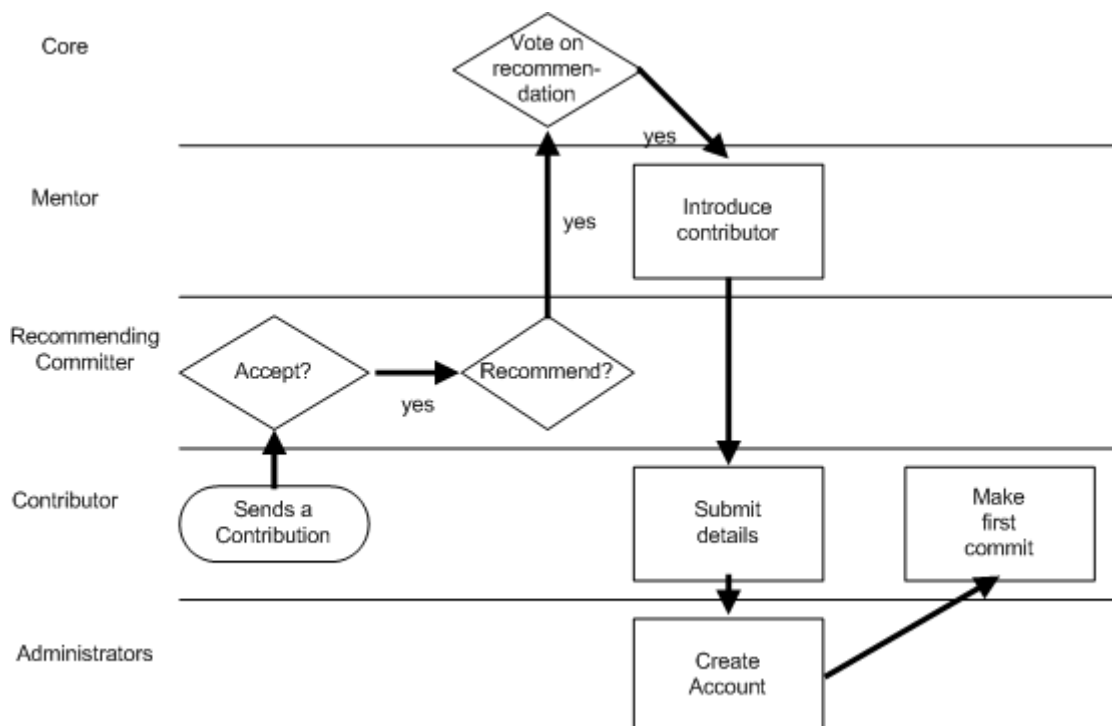 Core
Vote on
recommen-
dation
yes
Mentor
Introduce
contributor
yes
Recommending
Committer
Accept?
yes
Recommend?
Contributor
Sends a
Contribution
Submit
details
Make
first
commit
Administrators
Create
Account